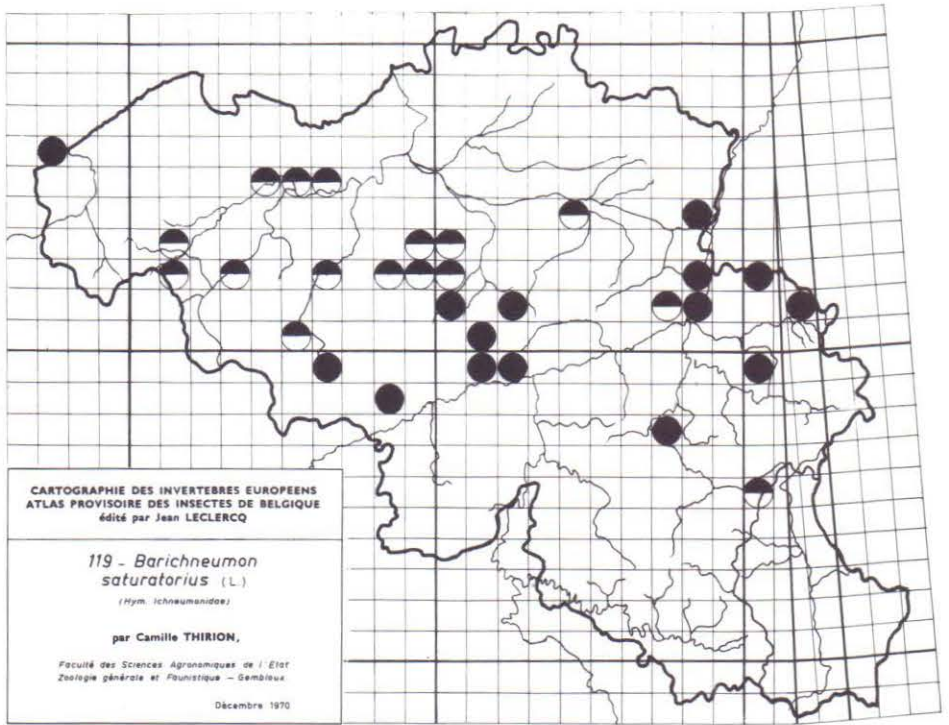 CARTOGRAPHIE DES INVERTEBRES EUROPEENS
ATLAS PROVISOIRE DES INSECTES DE BELGIQUE
édité par Jean LECLERCQ
119 - Barichneumon
saturatorius (L.)
(Hym. Ichneumonidae)
par Camille THIRION,
Faculté des Sciences Agronomiques de l'Etat
Zoologie générale et Faunistique - Gembloux
Décembre 1970